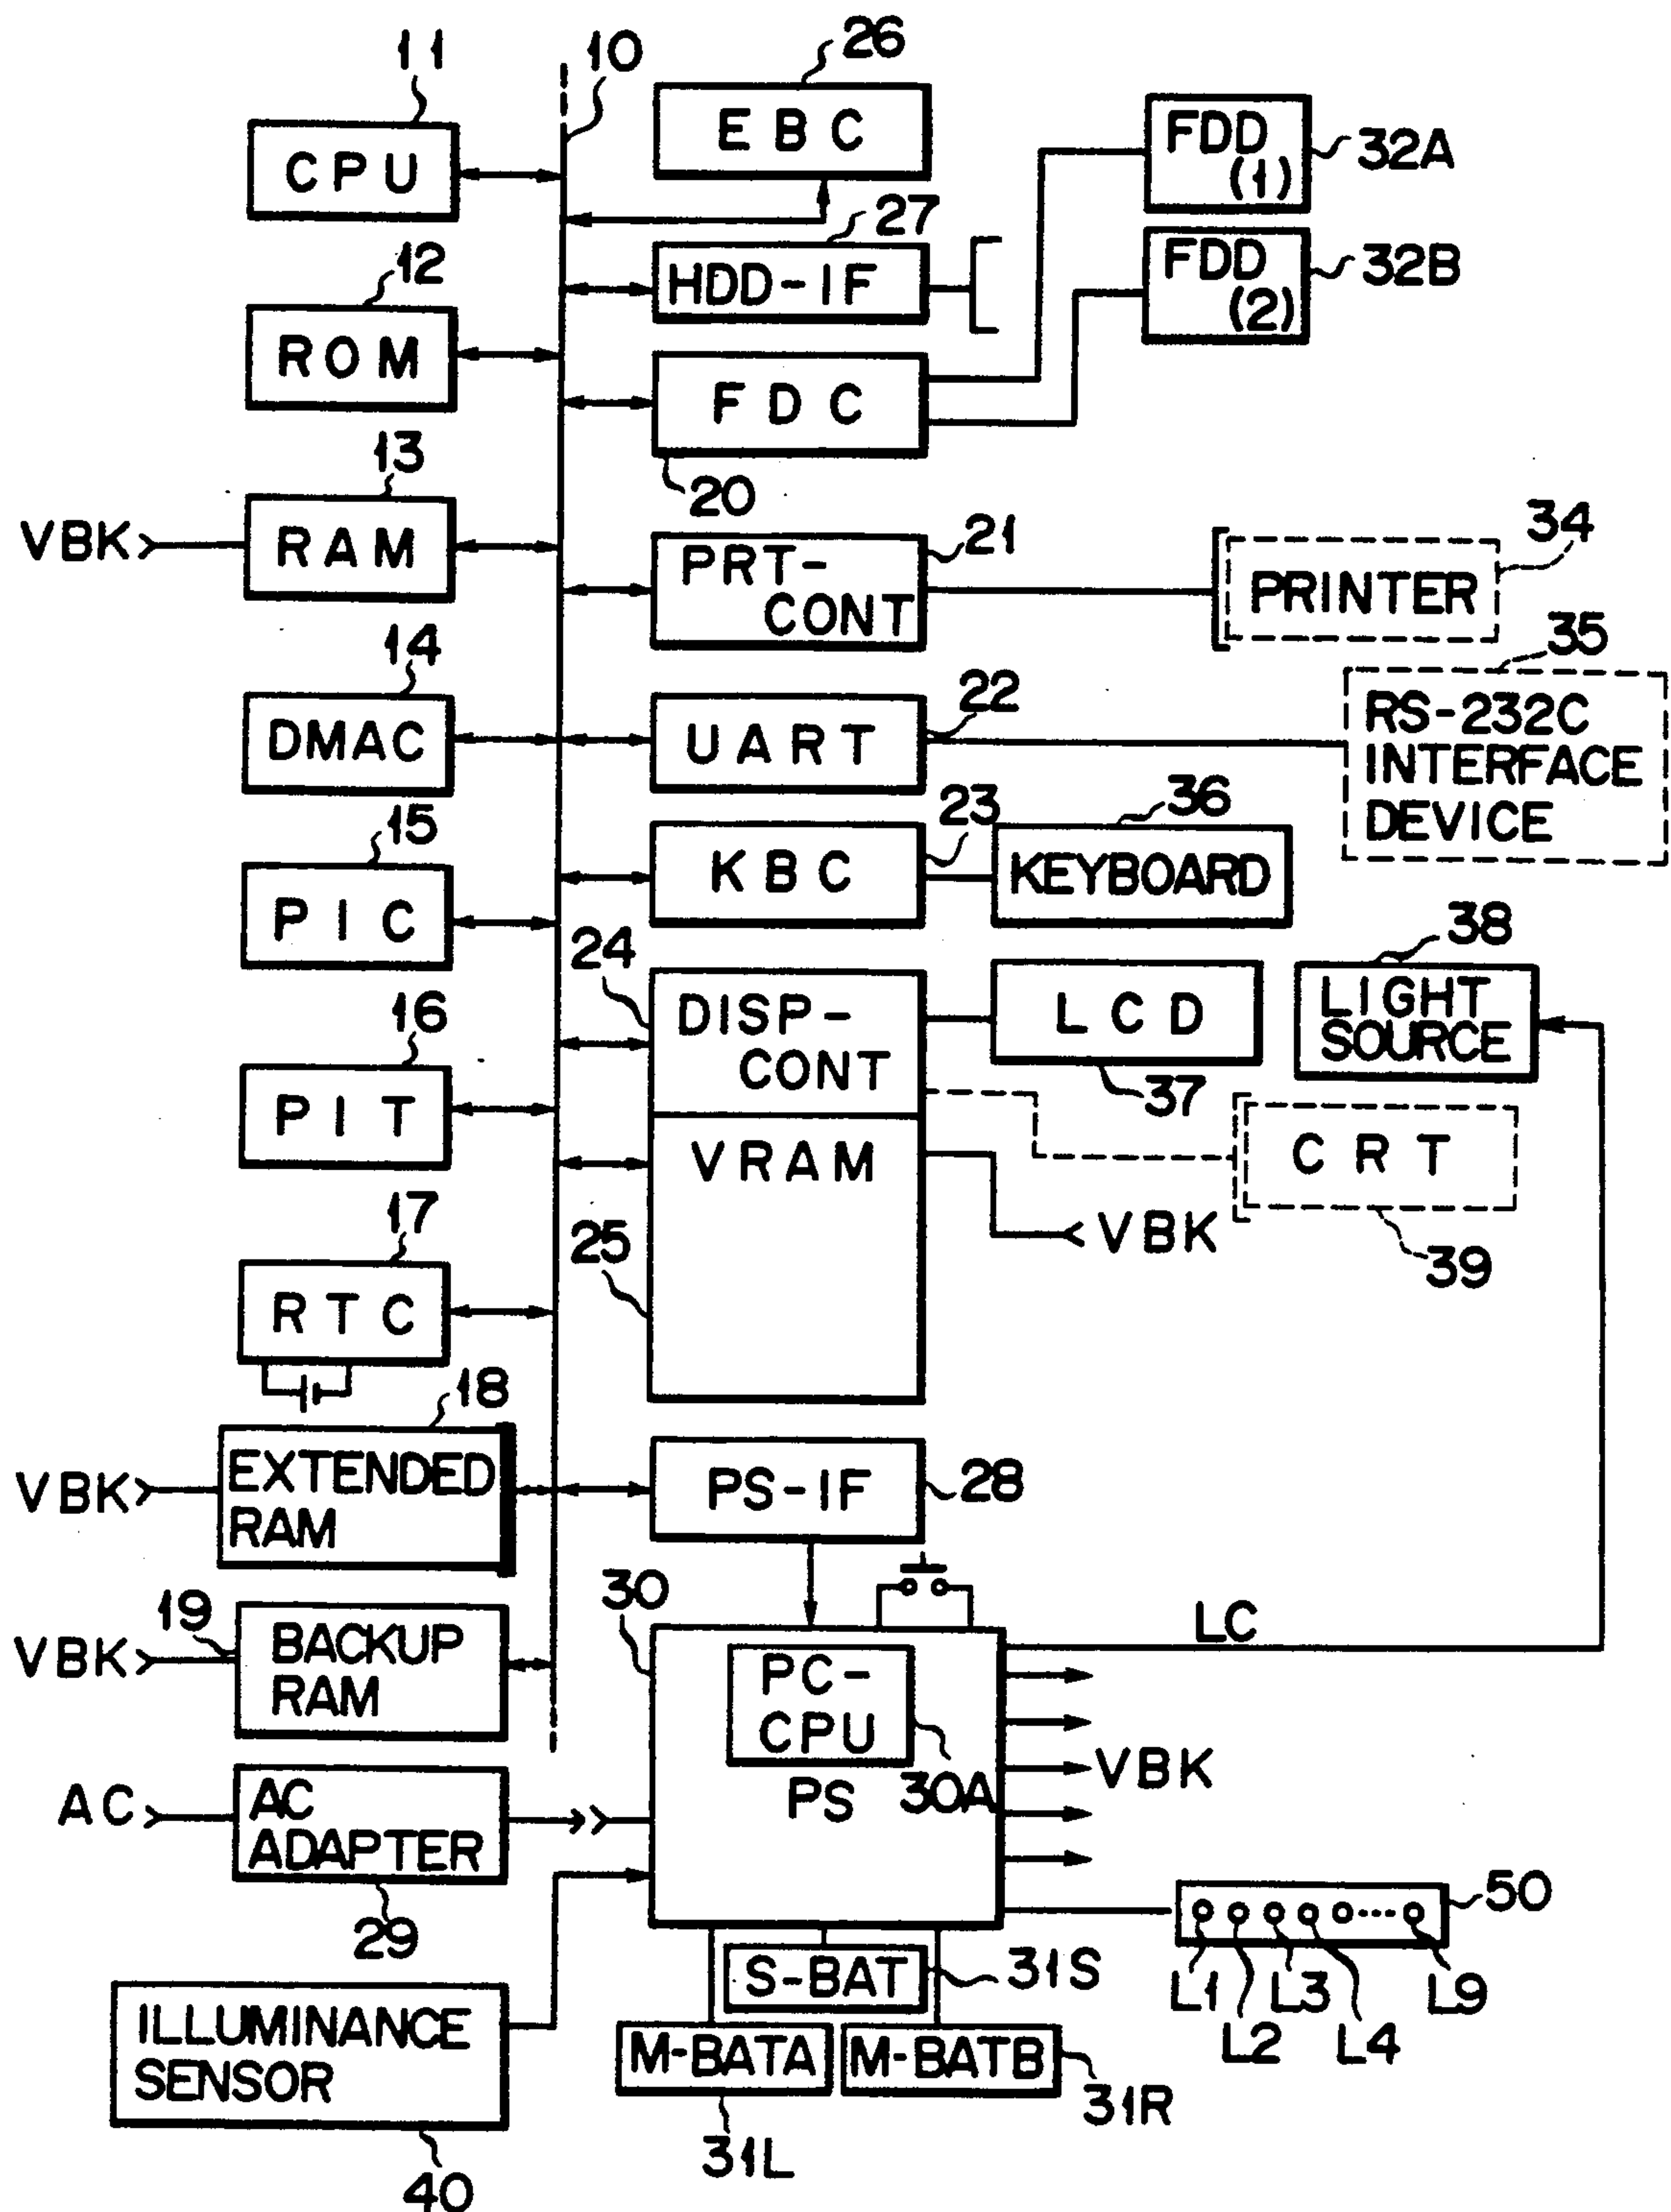 11
10
26
CPU
EBC
FDD
(1)
32A
27
HDD-IF
FDD
(2)
32B
12
ROM
FDC
20
13
VBK
RAM
21
PRT-
CONT
34
PRINTER
14
DMAC
22
UART
35
RS-232C
INTERFACE
DEVICE
15
PIC
23
KBC
36
KEYBOARD
24
DISP-
CONT
LCD
37
38
LIGHT
SOURCE
16
PIT
VRAM
25
VBK
CRT
39
17
RTC
18
VBK
EXTENDED
RAM
PS-IF
28
19
VBK
BACKUP
RAM
30
PC-
CPU
30A
PS
LC
VBK
AC
AC
ADAPTER
29
50
L1
L2
L3
L4
L9
S-BAT
31S
M-BATA
31L
M-BATB
31R
ILLUMINANCE
SENSOR
40